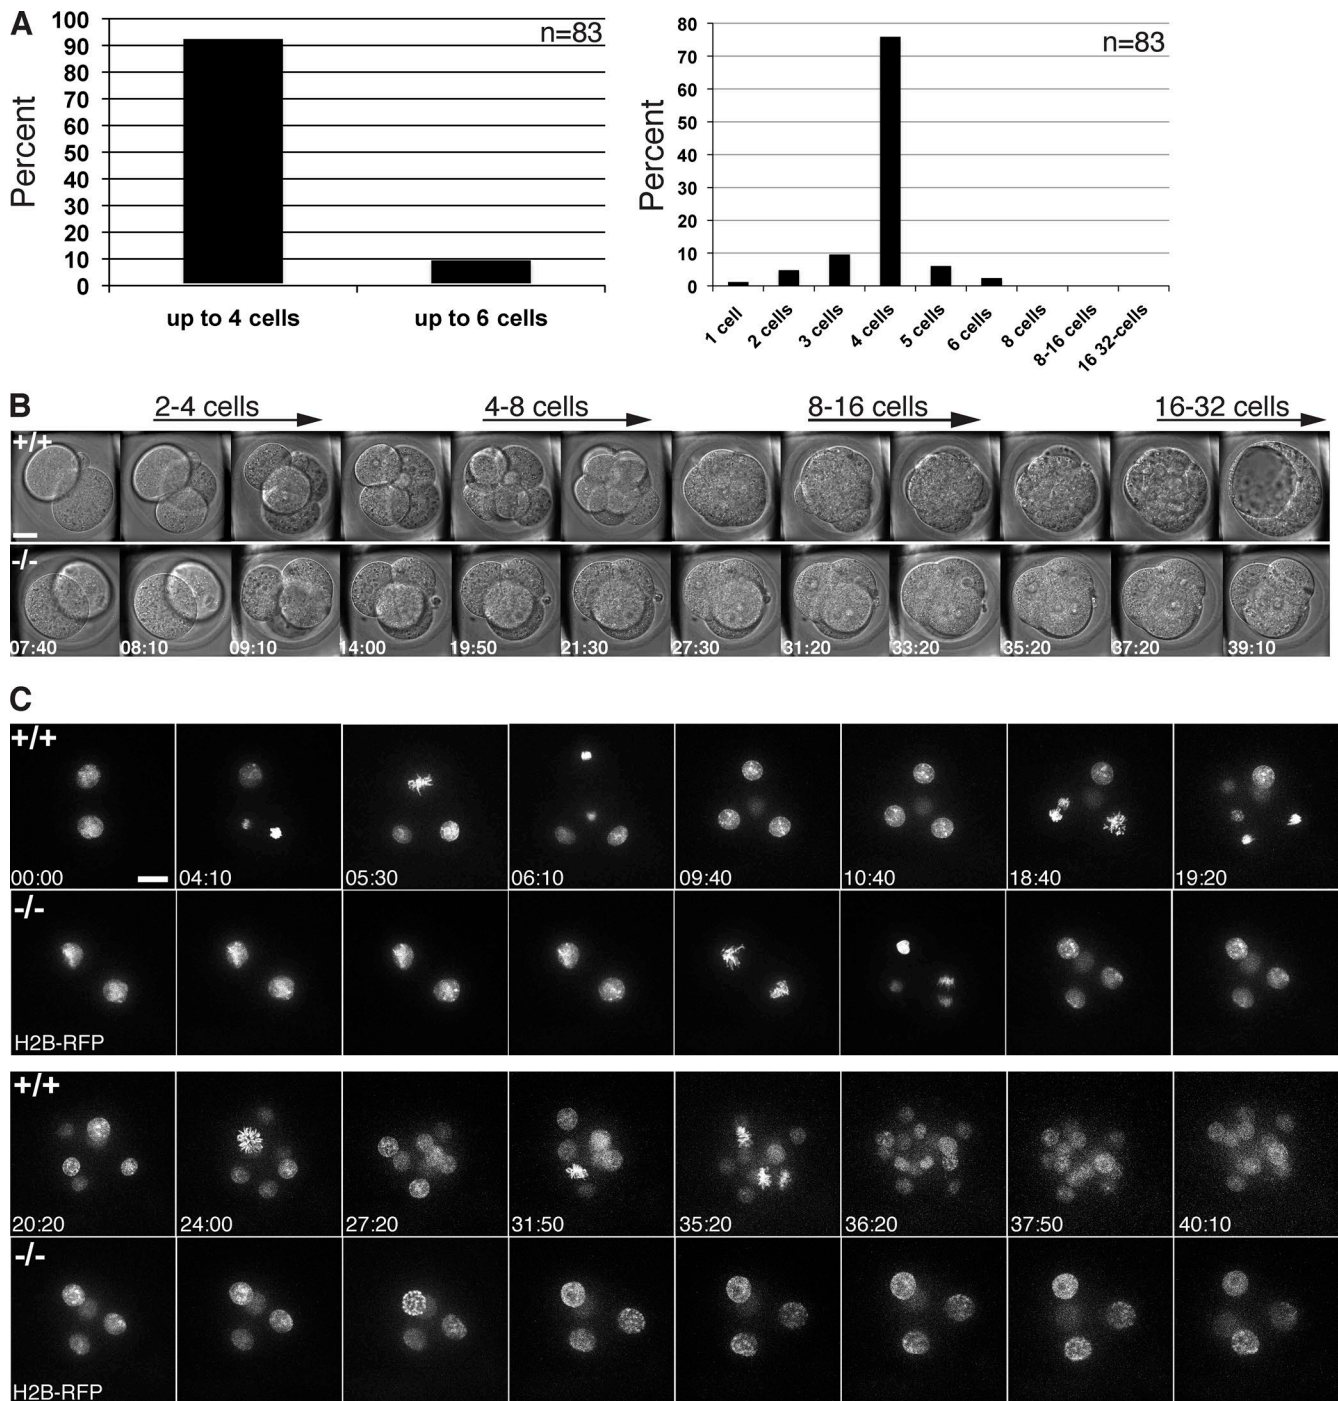 A
100
90
80
70
60
50
40
30
20
10
0
Percent
n=83
up to 4 cells
up to 6 cells
80
70
60
50
40
30
20
10
0
Percent
n=83
1 cell
2 cells
3 cells
4 cells
5 cells
6 cells
8 cells
8-16 cells
16 32-cells
B
2-4 cells
4-8 cells
8-16 cells
16-32 cells
+/+
-/-
07:40 08:10 09:10 14:00 19:50 21:30 27:30 31:20 33:20 35:20 37:20 39:10
C
+/+
00:00 04:10 05:30 06:10 09:40 10:40 18:40 19:20
-/-
H2B-RFP
+/+
20:20 24:00 27:20 31:50 35:20 36:20 37:50 40:10
-/-
H2B-RFP